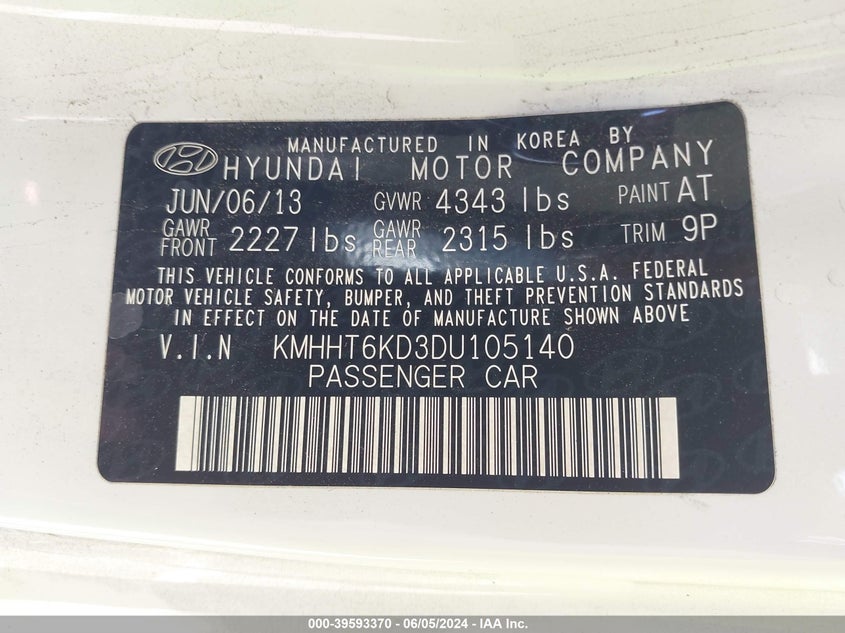 MANUFACTURED IN KOREA BY
HYUNDAI MOTOR COMPANY
JUN/06/13 GVWR 4343 lbs PAINT AT
GAWR FRONT 2227 lbs GAWR REAR 2315 lbs TRIM 9P
THIS VEHICLE CONFORMS TO ALL APPLICABLE U.S.A. FEDERAL
MOTOR VEHICLE SAFETY, BUMPER, AND THEFT PREVENTION STANDARDS
IN EFFECT ON THE DATE OF MANUFACTURE SHOWN ABOVE
V.I.N KMHHT6KD3DU105140
PASSENGER CAR
000-39593370 - 06/05/2024 - IAA Inc.